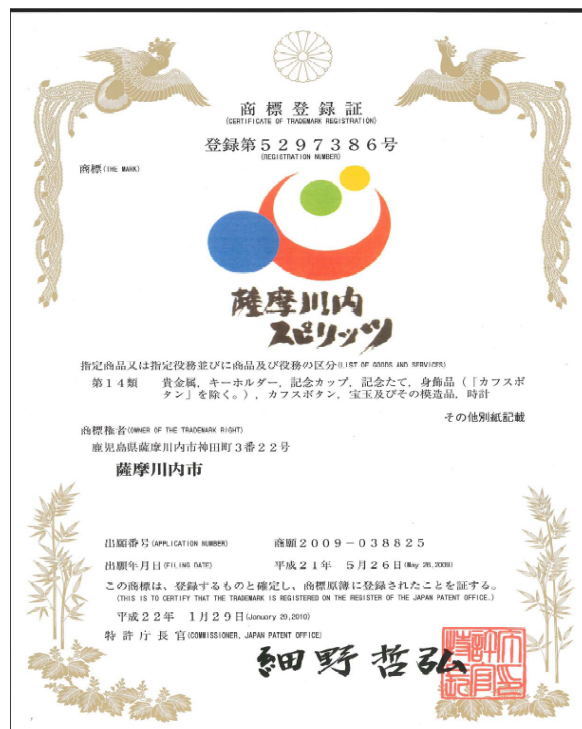 商標登録証
(CERTIFICATE OF TRADEMARK REGISTRATION)
登録第5297386号
(REGISTRATION NUMBER)
商標(THE MARK)
薩摩川内
スピリッツ
指定商品又は指定役務並びに商品及び役務の区分(LIST OF GOODS AND SERVICES)
第14類 貴金属，キーホルダー，記念カップ，記念たて，身飾品（「カフスボ
タン」を除く。），カフスボタン，宝玉及びその模造品，時計
その他別紙記載
商標権者(OWNER OF THE TRADEMARK RIGHT)
鹿児島県薩摩川内市神田町3番22号
薩摩川内市
出願番号(APPLICATION NUMBER) 商願2009-038825
出願年月日(FILING DATE) 平成21年 5月26日(May 26,2009)
この商標は、登録するものと確定し、商標原簿に登録されたことを証する。
(THIS IS TO CERTIFY THAT THE TRADEMARK IS REGISTERED ON THE REGISTER OF THE JAPAN PATENT OFFICE.)
平成22年 1月29日(January 29,2010)
特許庁長官(COMMISSIONER, JAPAN PATENT OFFICE)
細野哲弘